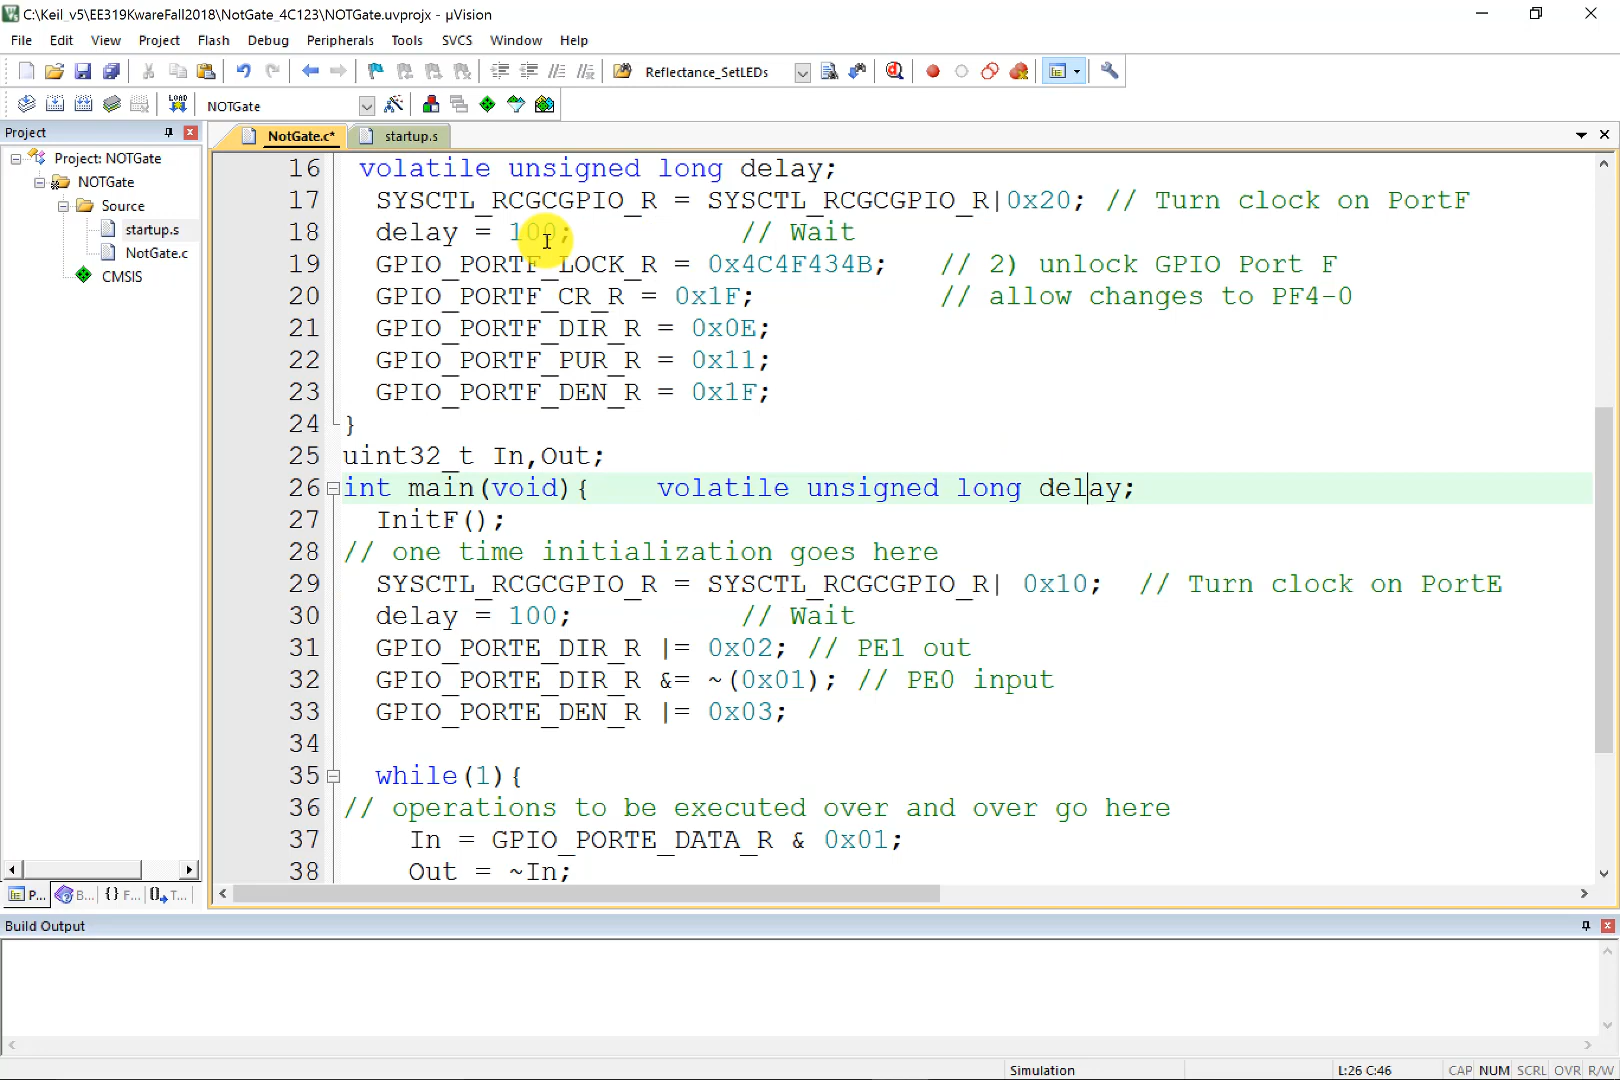 C:\Keil_v5\EE319KwareFall2018\NotGate_4C123\NOTGate.uvprojx - µVision
File Edit View Project Flash Debug Peripherals Tools SVCS Window Help
Reflectance_SetLEDs
LOAD NOTGate
Project
NotGate.c* startup.s
Project: NOTGate
NOTGate
Source
startup.s
NotGate.c
CMSIS
16 volatile unsigned long delay;
17 SYSCTL_RCGCGPIO_R = SYSCTL_RCGCGPIO_R|0x20; // Turn clock on PortF
18 delay = 100; // Wait
19 GPIO_PORTF_LOCK_R = 0x4C4F434B; // 2) unlock GPIO Port F
20 GPIO_PORTF_CR_R = 0x1F; // allow changes to PF4-0
21 GPIO_PORTF_DIR_R = 0x0E;
22 GPIO_PORTF_PUR_R = 0x11;
23 GPIO_PORTF_DEN_R = 0x1F;
24 }
25 uint32_t In,Out;
26 int main(void){ volatile unsigned long delay;
27 InitF();
28 // one time initialization goes here
29 SYSCTL_RCGCGPIO_R = SYSCTL_RCGCGPIO_R| 0x10; // Turn clock on PortE
30 delay = 100; // Wait
31 GPIO_PORTE_DIR_R |= 0x02; // PE1 out
32 GPIO_PORTE_DIR_R &= ~(0x01); // PE0 input
33 GPIO_PORTE_DEN_R |= 0x03;
34
35 while(1){
36 // operations to be executed over and over go here
37 In = GPIO_PORTE_DATA_R & 0x01;
38 Out = ~In;
P... B... {} F... T...
Build Output
Simulation L:26 C:46 CAP NUM SCRL OVR R/W